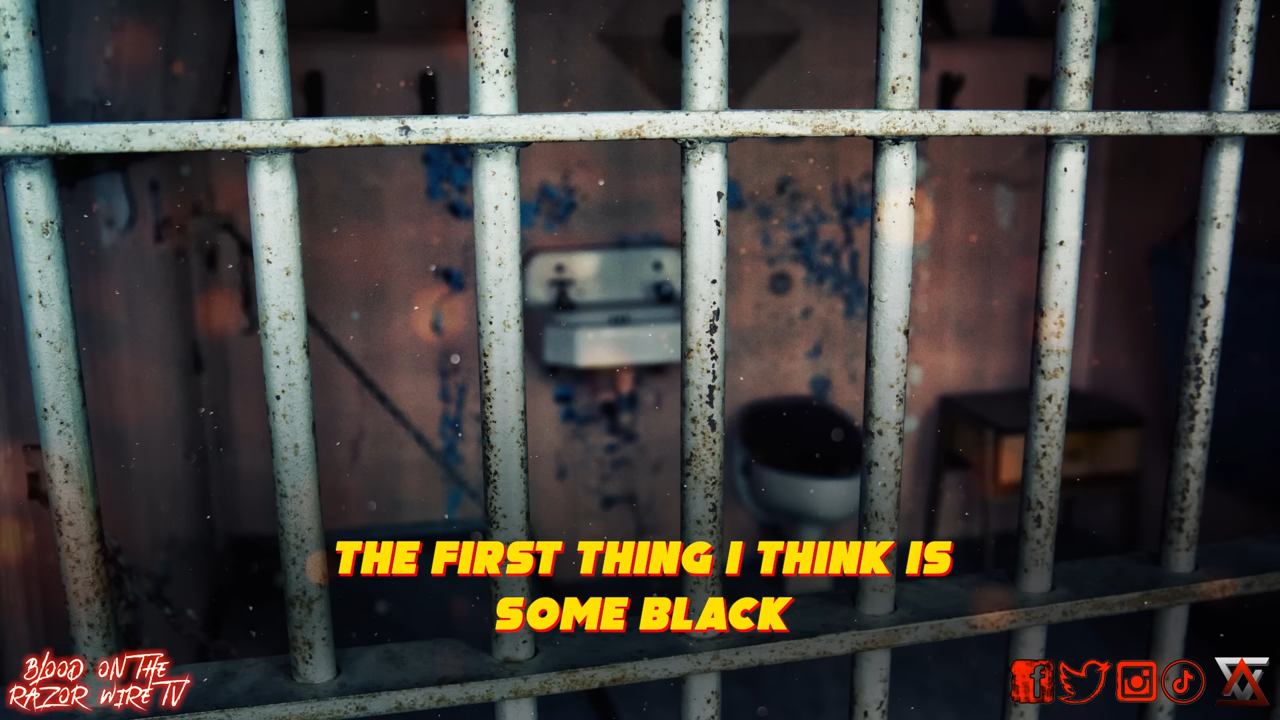 THE FIRST THING I THINK IS
SOME BLACK
BLOOD ON THE
RAZOR WIRE TV